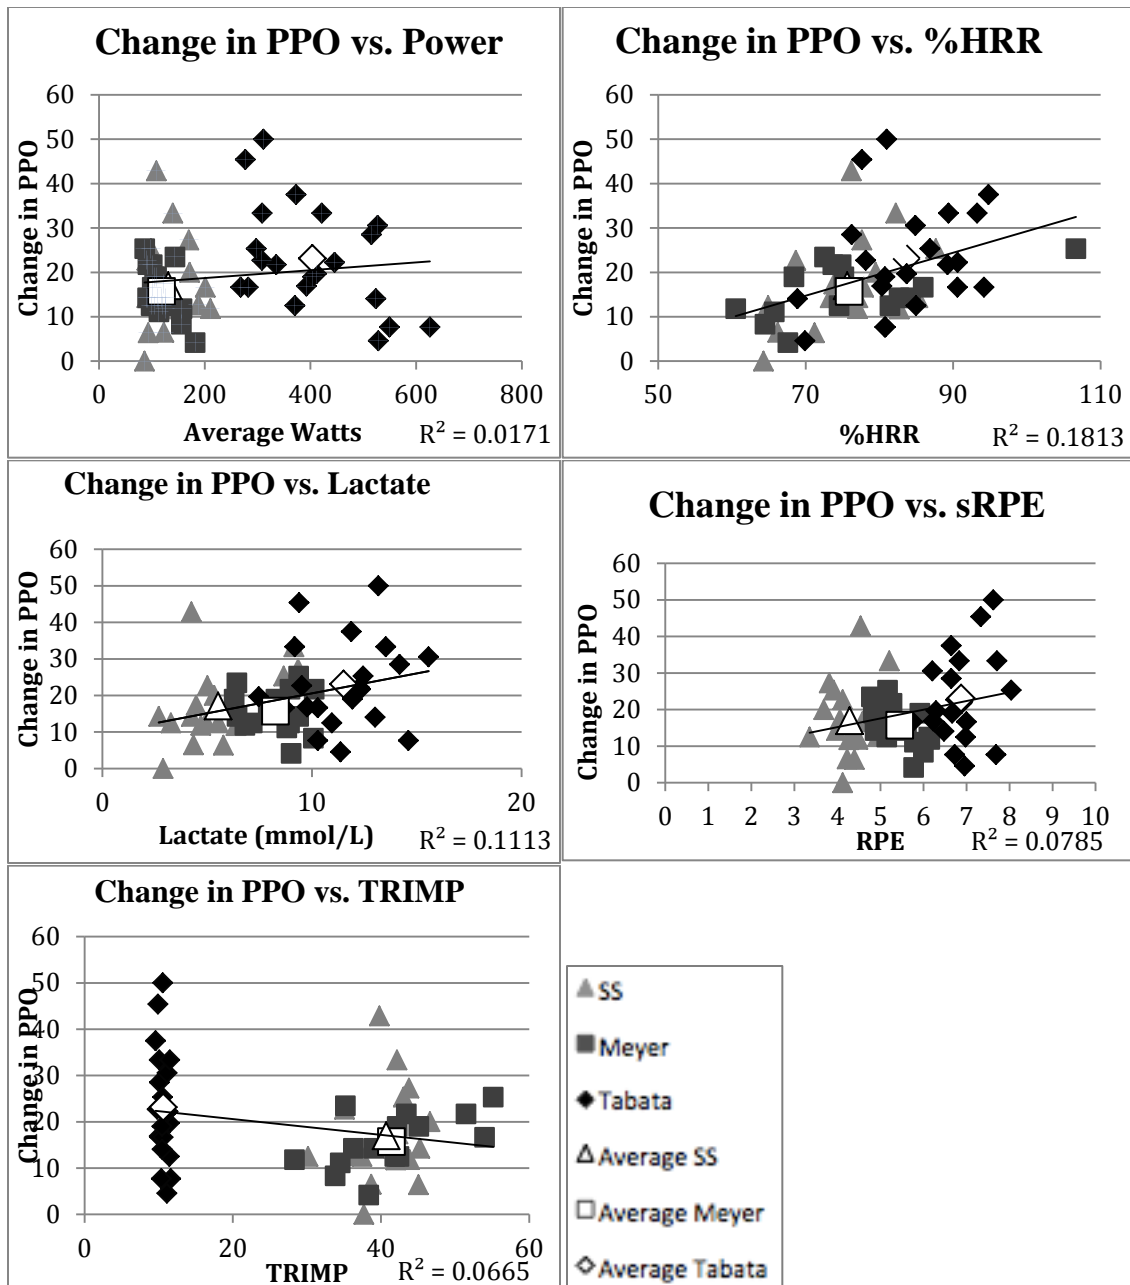 Change in PPO vs. Power
Change in PPO
60
50
40
30
20
10
0
0 200 400 600 800
Average Watts
R² = 0.0171
Change in PPO vs. %HRR
Change in PPO
60
50
40
30
20
10
0
50 70 90 110
%HRR
R² = 0.1813
Change in PPO vs. Lactate
Change in PPO
60
50
40
30
20
10
0
0 10 20
Lactate (mmol/L)
R² = 0.1113
Change in PPO vs. sRPE
Change in PPO
60
50
40
30
20
10
0
0 1 2 3 4 5 6 7 8 9 10
RPE
R² = 0.0785
Change in PPO vs. TRIMP
Change in PPO
60
50
40
30
20
10
0
0 20 40 60
TRIMP
R² = 0.0665
SS
Meyer
Tabata
Average SS
Average Meyer
Average Tabata